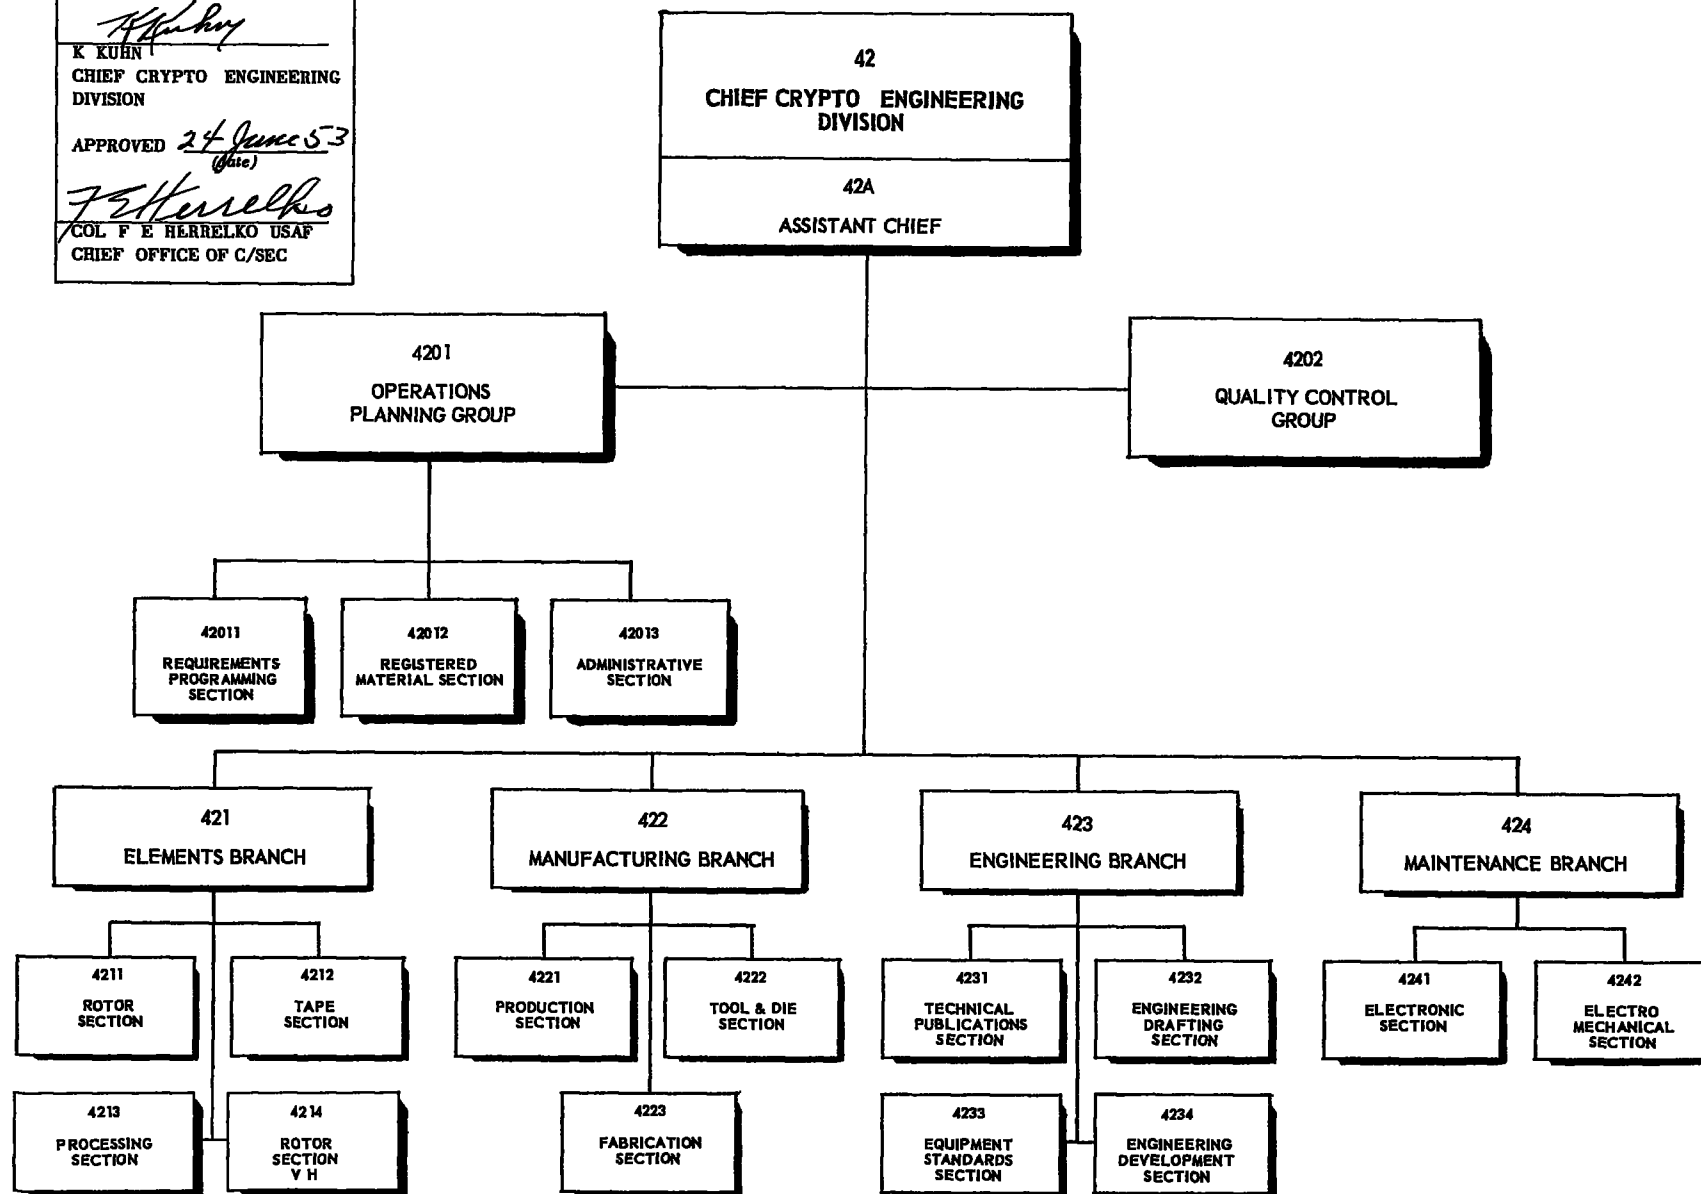 K Kuhn
K KUHN
CHIEF CRYPTO ENGINEERING
DIVISION
APPROVED 24 June 53
(date)
F E Herrelko
COL F E HERRELKO USAF
CHIEF OFFICE OF C/SEC
42
CHIEF CRYPTO ENGINEERING
DIVISION
42A
ASSISTANT CHIEF
4201
OPERATIONS
PLANNING GROUP
4202
QUALITY CONTROL
GROUP
42011
REQUIREMENTS
PROGRAMMING
SECTION
42012
REGISTERED
MATERIAL SECTION
42013
ADMINISTRATIVE
SECTION
421
ELEMENTS BRANCH
422
MANUFACTURING BRANCH
423
ENGINEERING BRANCH
424
MAINTENANCE BRANCH
4211
ROTOR
SECTION
4212
TAPE
SECTION
4221
PRODUCTION
SECTION
4222
TOOL & DIE
SECTION
4231
TECHNICAL
PUBLICATIONS
SECTION
4232
ENGINEERING
DRAFTING
SECTION
4241
ELECTRONIC
SECTION
4242
ELECTRO
MECHANICAL
SECTION
4213
PROCESSING
SECTION
4214
ROTOR
SECTION
V H
4223
FABRICATION
SECTION
4233
EQUIPMENT
STANDARDS
SECTION
4234
ENGINEERING
DEVELOPMENT
SECTION